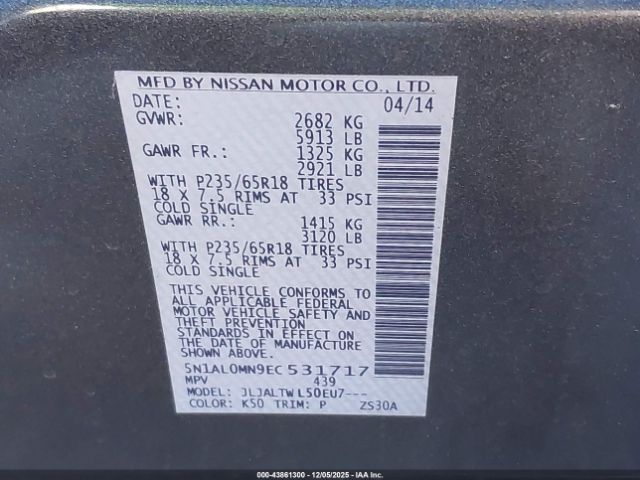 MFD BY NISSAN MOTOR CO., LTD.
DATE: 04/14
GVWR: 2682 KG
5913 LB
GAWR FR.: 1325 KG
2921 LB
WITH P235/65R18 TIRES
18 X 7.5 RIMS AT 33 PSI
COLD SINGLE
GAWR RR.: 1415 KG
3120 LB
WITH P235/65R18 TIRES
18 X 7.5 RIMS AT 33 PSI
COLD SINGLE
THIS VEHICLE CONFORMS TO
ALL APPLICABLE FEDERAL
MOTOR VEHICLE SAFETY AND
THEFT PREVENTION
STANDARDS IN EFFECT ON
THE DATE OF MANUFACTURE
5N1AL0MN9EC531717
MPV 439
MODEL: JLJALTWL50EU7---
COLOR: K50 TRIM: P ZS30A
000-43861300 - 12/05/2025 - IAA Inc.